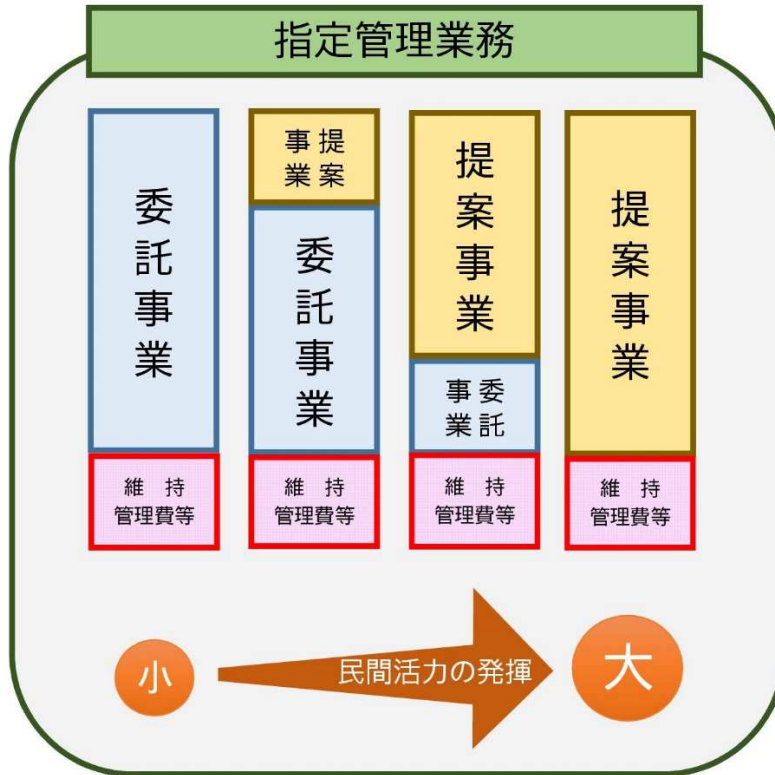 指定管理業務
委託事業
維 持
管理費等
提案
事業
委託事業
維 持
管理費等
提案事業
委託
事業
維 持
管理費等
提案事業
維 持
管理費等
小
民間活力の発揮
大